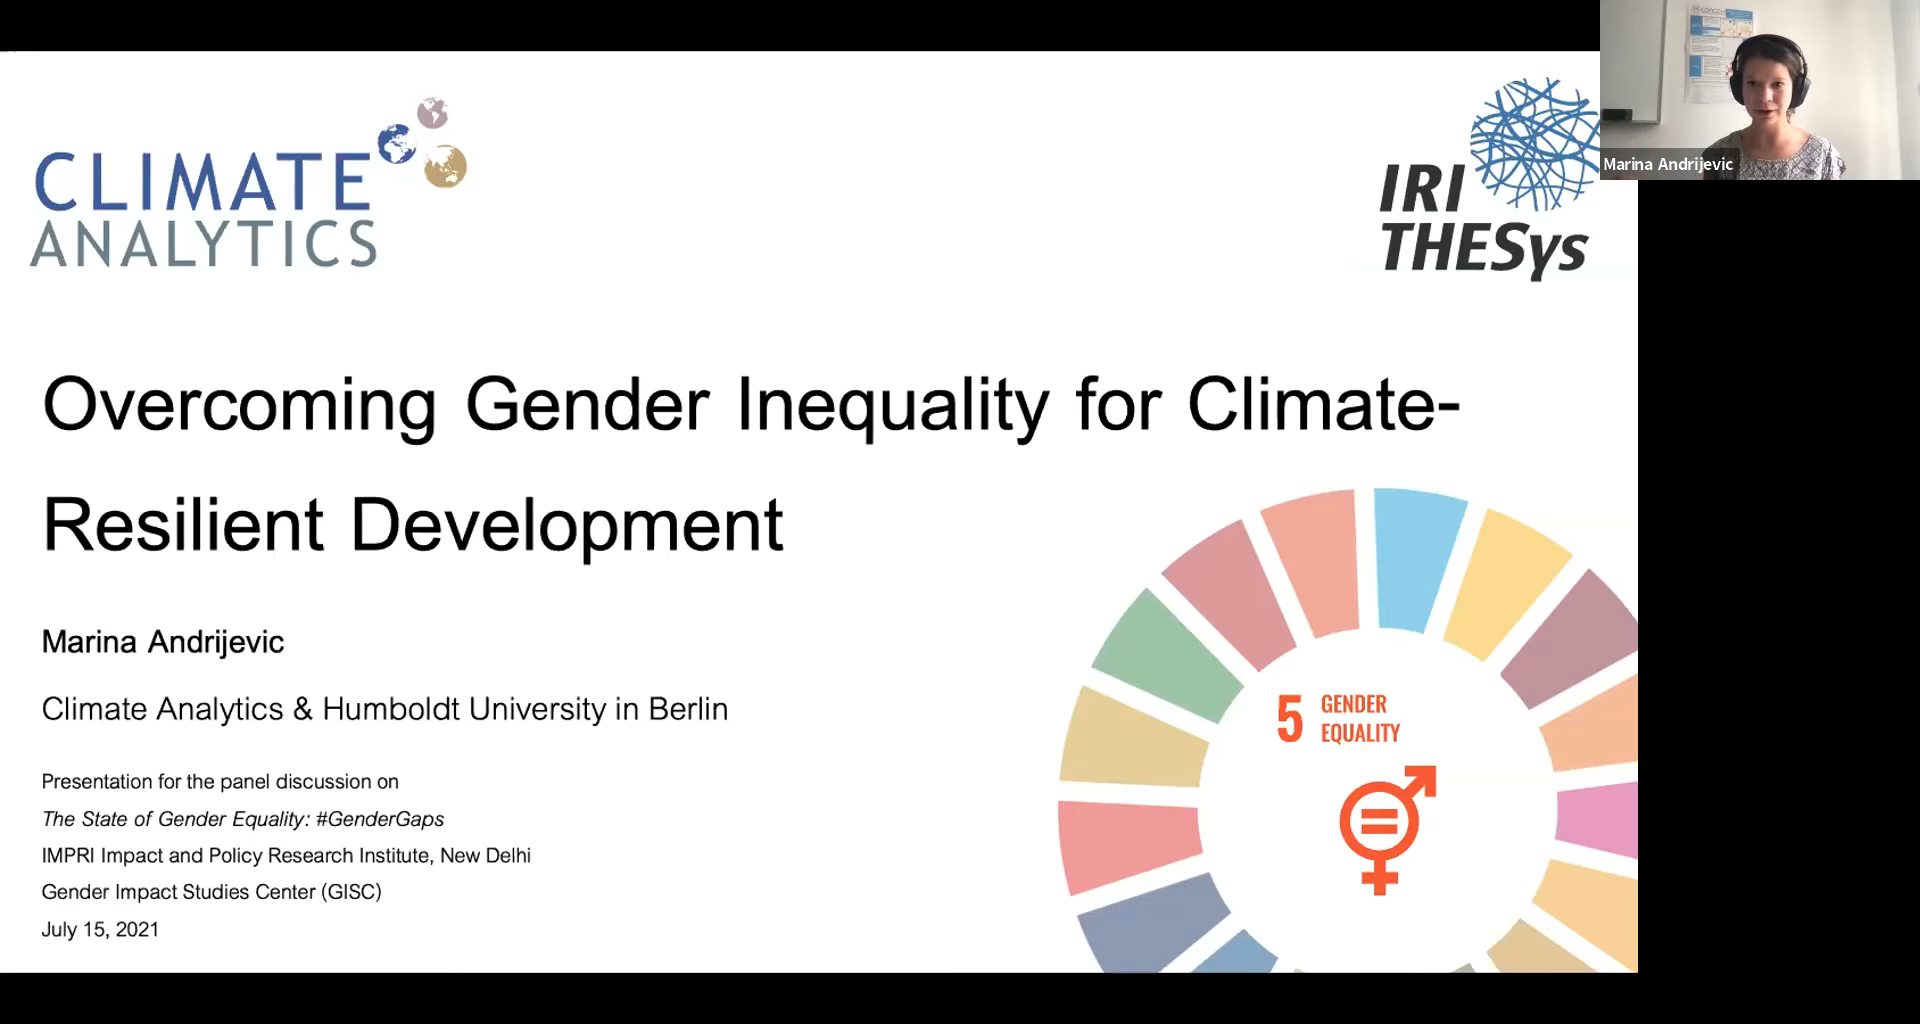 CLIMATE
ANALYTICS
IRI
THESys
Marina Andrijevic
Overcoming Gender Inequality for Climate-
Resilient Development
Marina Andrijevic
Climate Analytics & Humboldt University in Berlin
Presentation for the panel discussion on
The State of Gender Equality: #GenderGaps
IMPRI Impact and Policy Research Institute, New Delhi
Gender Impact Studies Center (GISC)
July 15, 2021
5 GENDER
EQUALITY